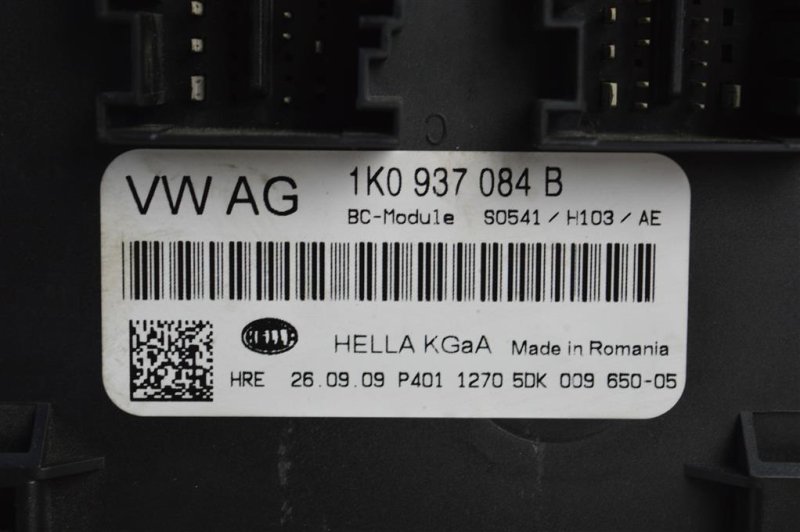 C
VW AG 1K0 937 084 B
BC-Module S0541 / H103 / AE
HELLA KGaA Made in Romania
HRE 26.09.09 P401 1270 5DK 009 650-05